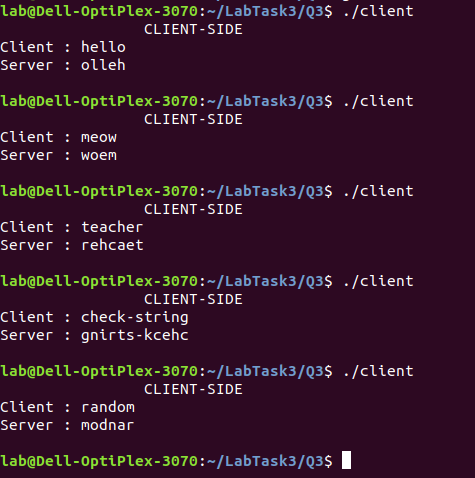 lab@Dell-OptiPlex-3070:~/LabTask3/Q3$ ./client
CLIENT-SIDE
Client : hello
Server : olleh
lab@Dell-OptiPlex-3070:~/LabTask3/Q3$ ./client
CLIENT-SIDE
Client : meow
Server : woem
lab@Dell-OptiPlex-3070:~/LabTask3/Q3$ ./client
CLIENT-SIDE
Client : teacher
Server : rehcaet
lab@Dell-OptiPlex-3070:~/LabTask3/Q3$ ./client
CLIENT-SIDE
Client : check-string
Server : gnirts-kcehc
lab@Dell-OptiPlex-3070:~/LabTask3/Q3$ ./client
CLIENT-SIDE
Client : random
Server : modnar
lab@Dell-OptiPlex-3070:~/LabTask3/Q3$